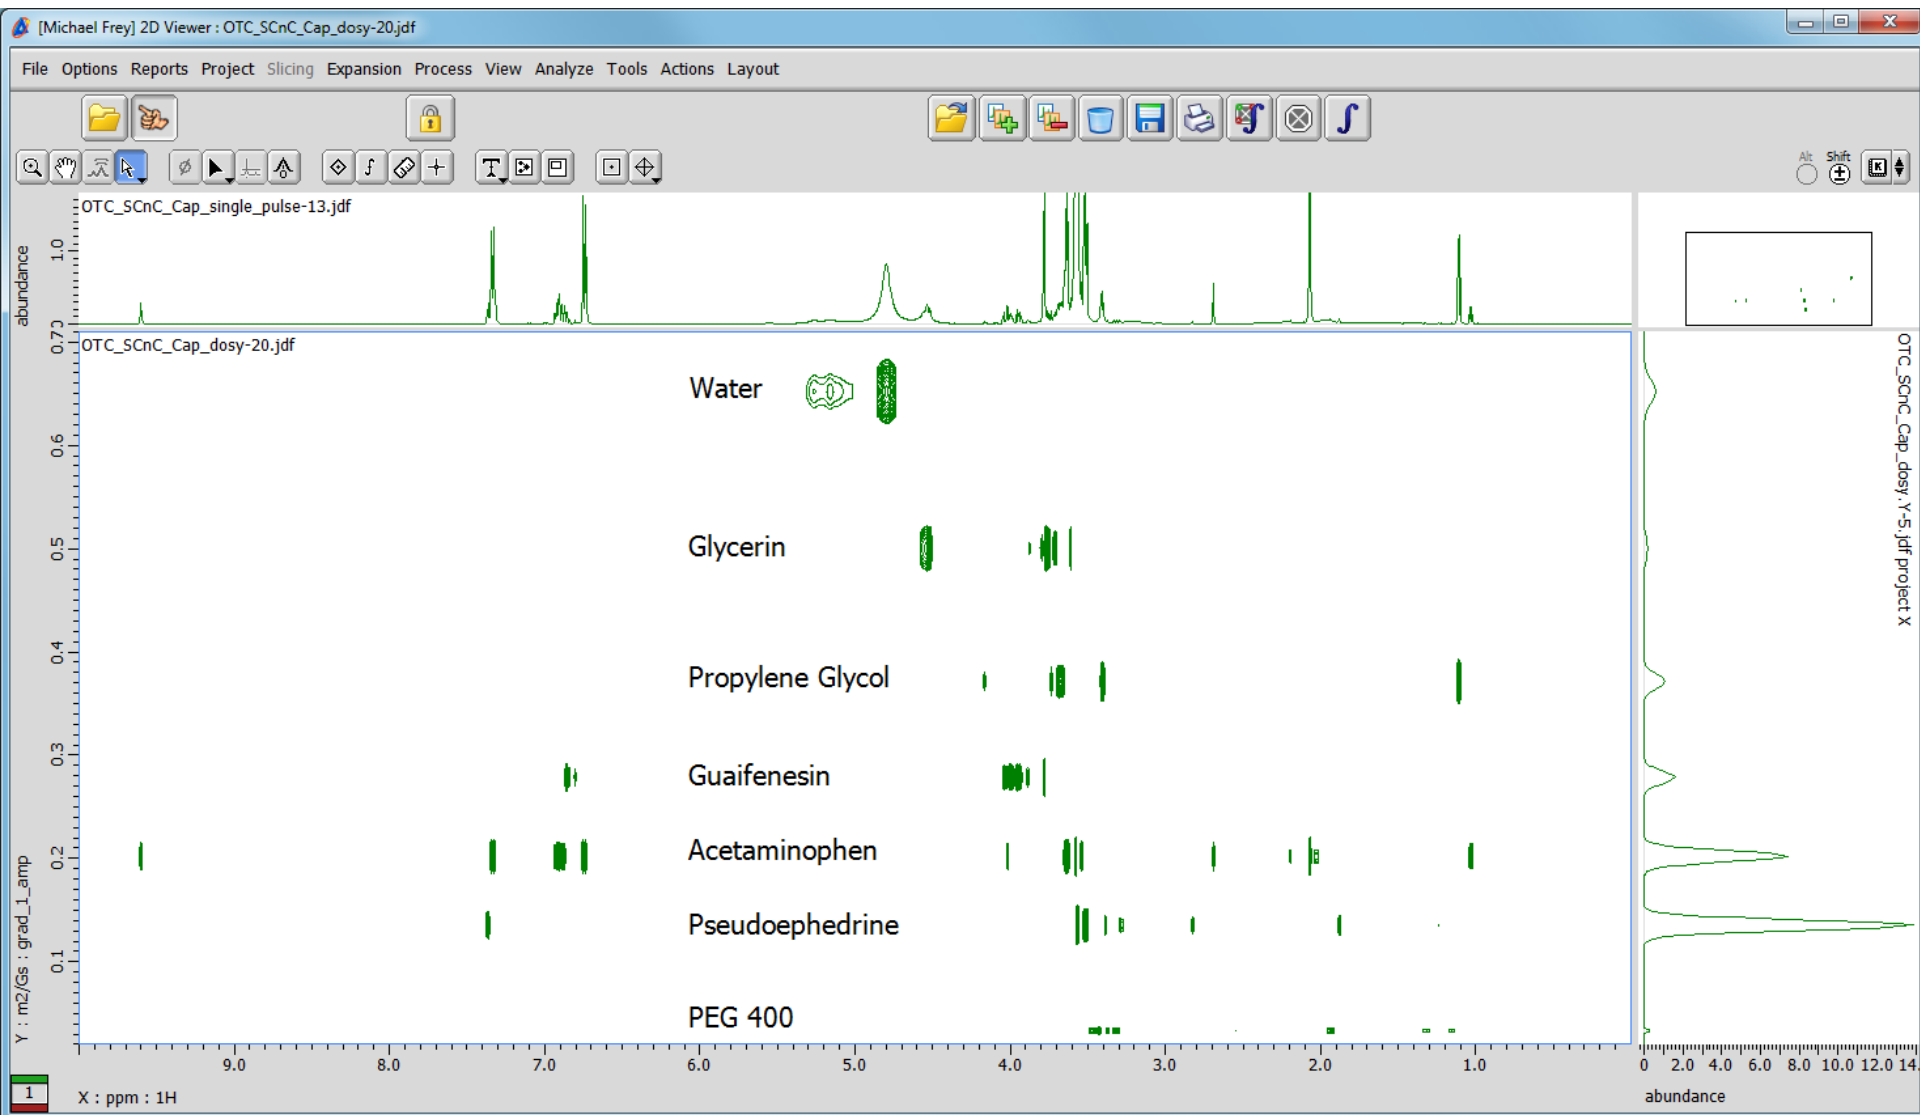 [Michael Frey] 2D Viewer : OTC_SCnC_Cap_dosy-20.jdf
File Options Reports Project Slicing Expansion Process View Analyze Tools Actions Layout
Alt Shift
K
OTC_SCnC_Cap_single_pulse-13.jdf
abundance
1.0
0.7
OTC_SCnC_Cap_dosy-20.jdf
Water
0.6
Glycerin
0.5
0.4
Propylene Glycol
0.3
Guaifenesin
0.2
Acetaminophen
Pseudoephedrine
0.1
PEG 400
Y : m2/Gs : grad_1_amp
9.0 8.0 7.0 6.0 5.0 4.0 3.0 2.0 1.0
X : ppm : 1H
1
OTC_SCnC_Cap_dosy.Y-5.jdf project X
0 2.0 4.0 6.0 8.0 10.0 12.0 14.
abundance